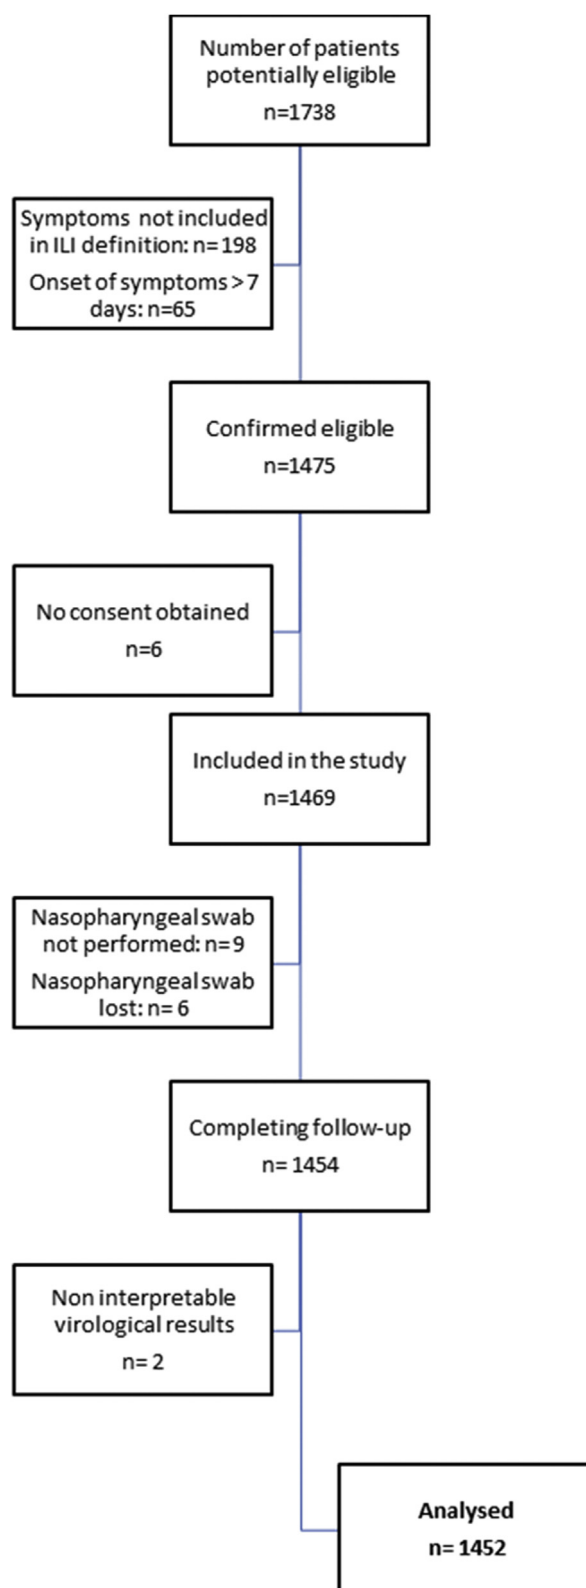 Number of patients
potentially eligible
n=1738
Symptoms not included
in ILI definition: n=198
Onset of symptoms >7
days: n=65
Confirmed eligible
n=1475
No consent obtained
n=6
Included in the study
n=1469
Nasopharyngeal swab
not performed: n=9
Nasopharyngeal swab
lost: n= 6
Completing follow-up
n= 1454
Non interpretable
virological results
n= 2
Analysed
n= 1452